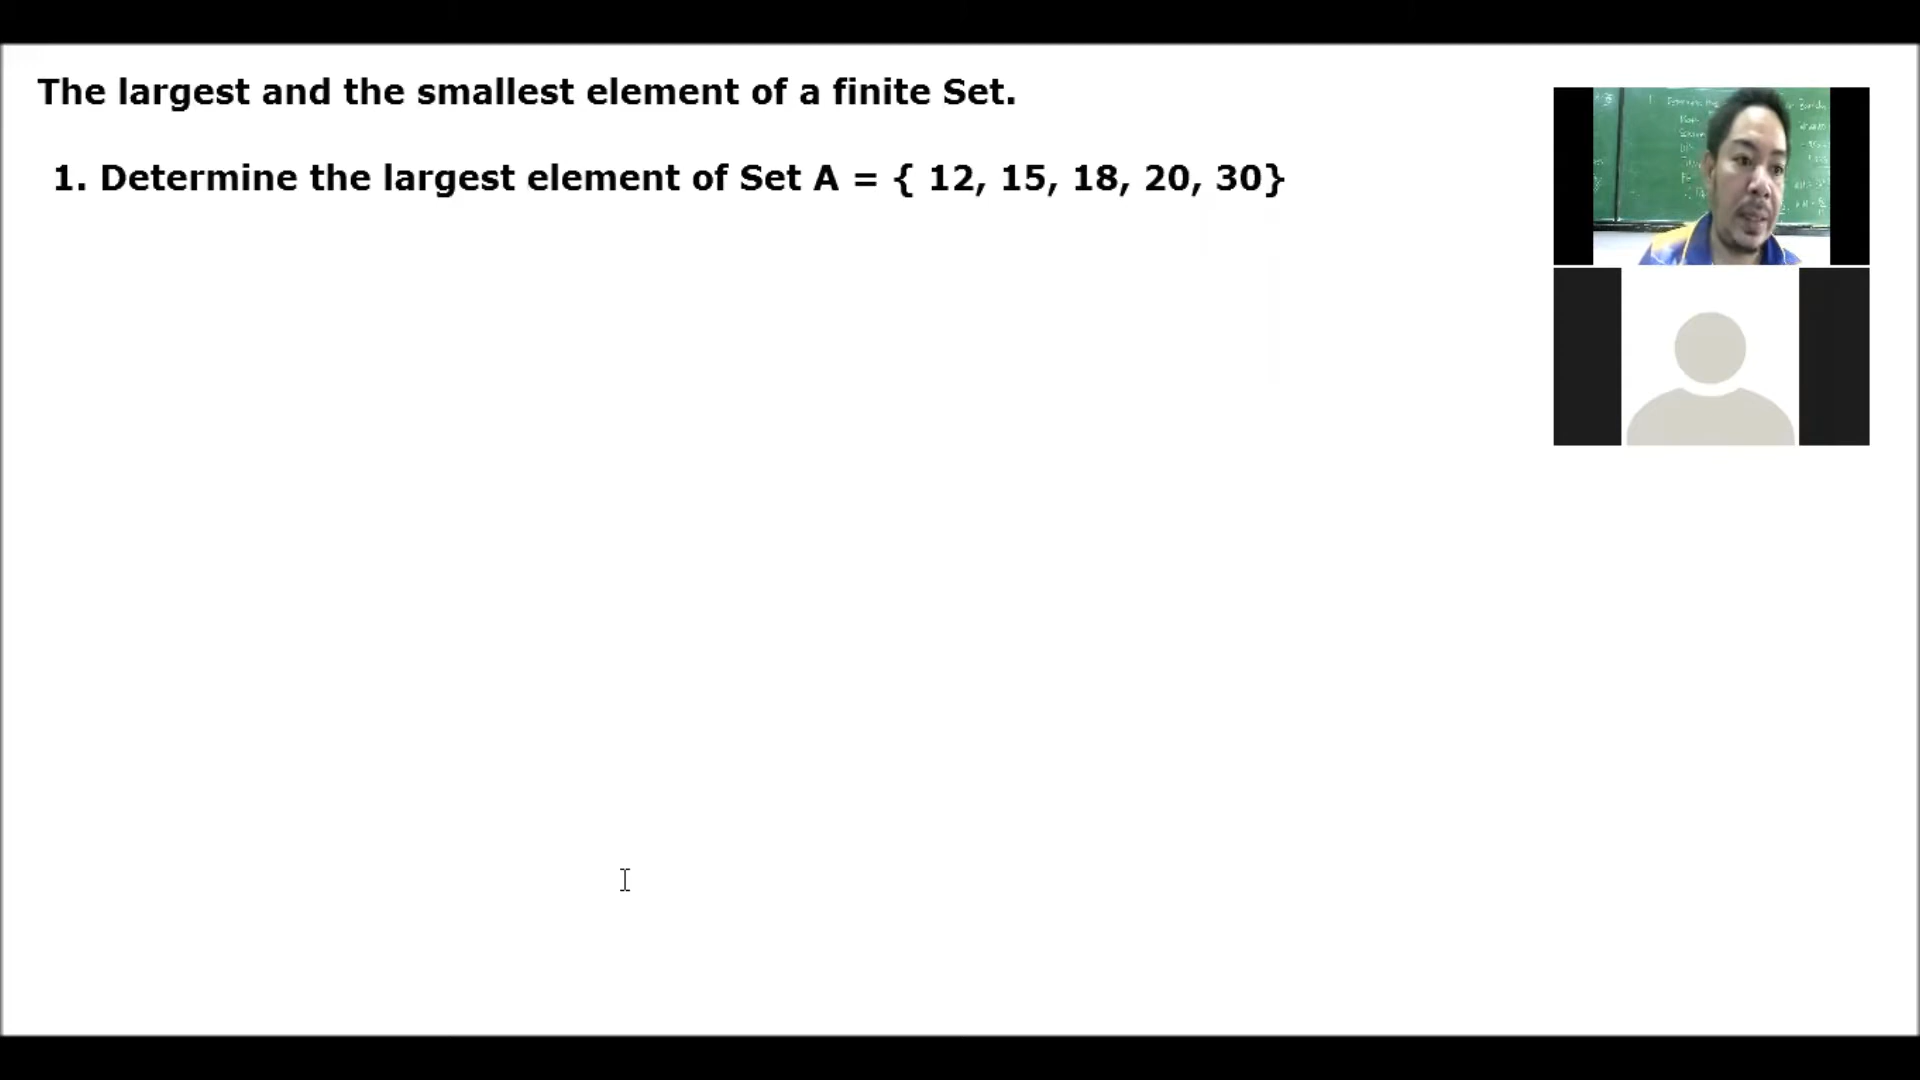 The largest and the smallest element of a finite Set.
1. Determine the largest element of Set A = { 12, 15, 18, 20, 30}